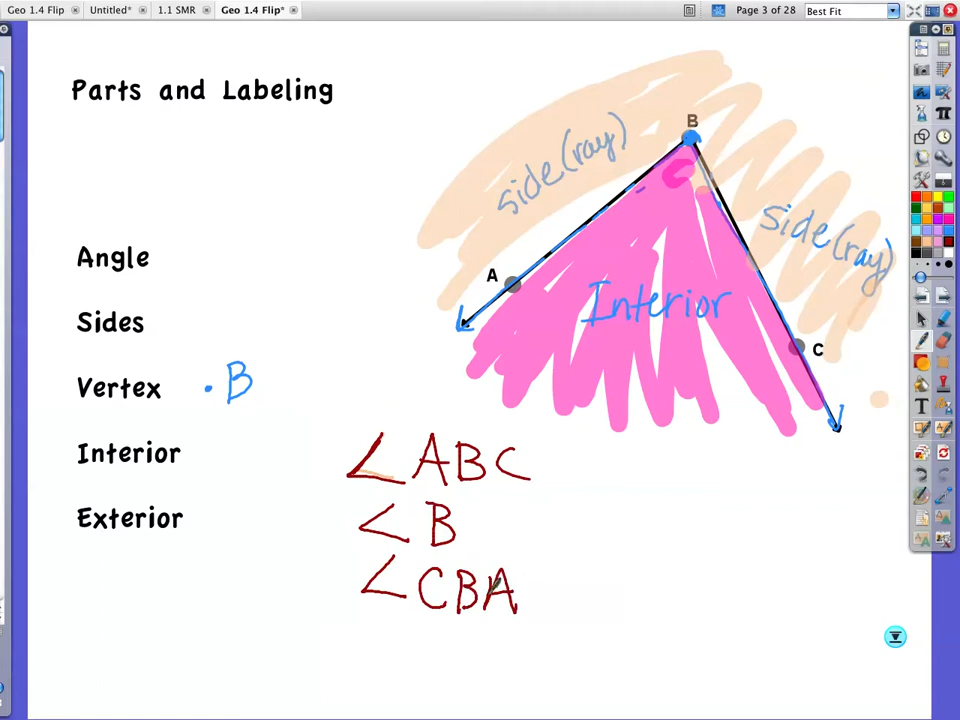 Geo 1.4 Flip Untitled* 1.1 SMR Geo 1.4 Flip* Page 3 of 28 Best Fit
Parts and Labeling
B
side(ray)
side(ray)
A
Interior
C
Angle
Sides
Vertex . B
Interior
Exterior
∠ABC
∠B
∠CBA